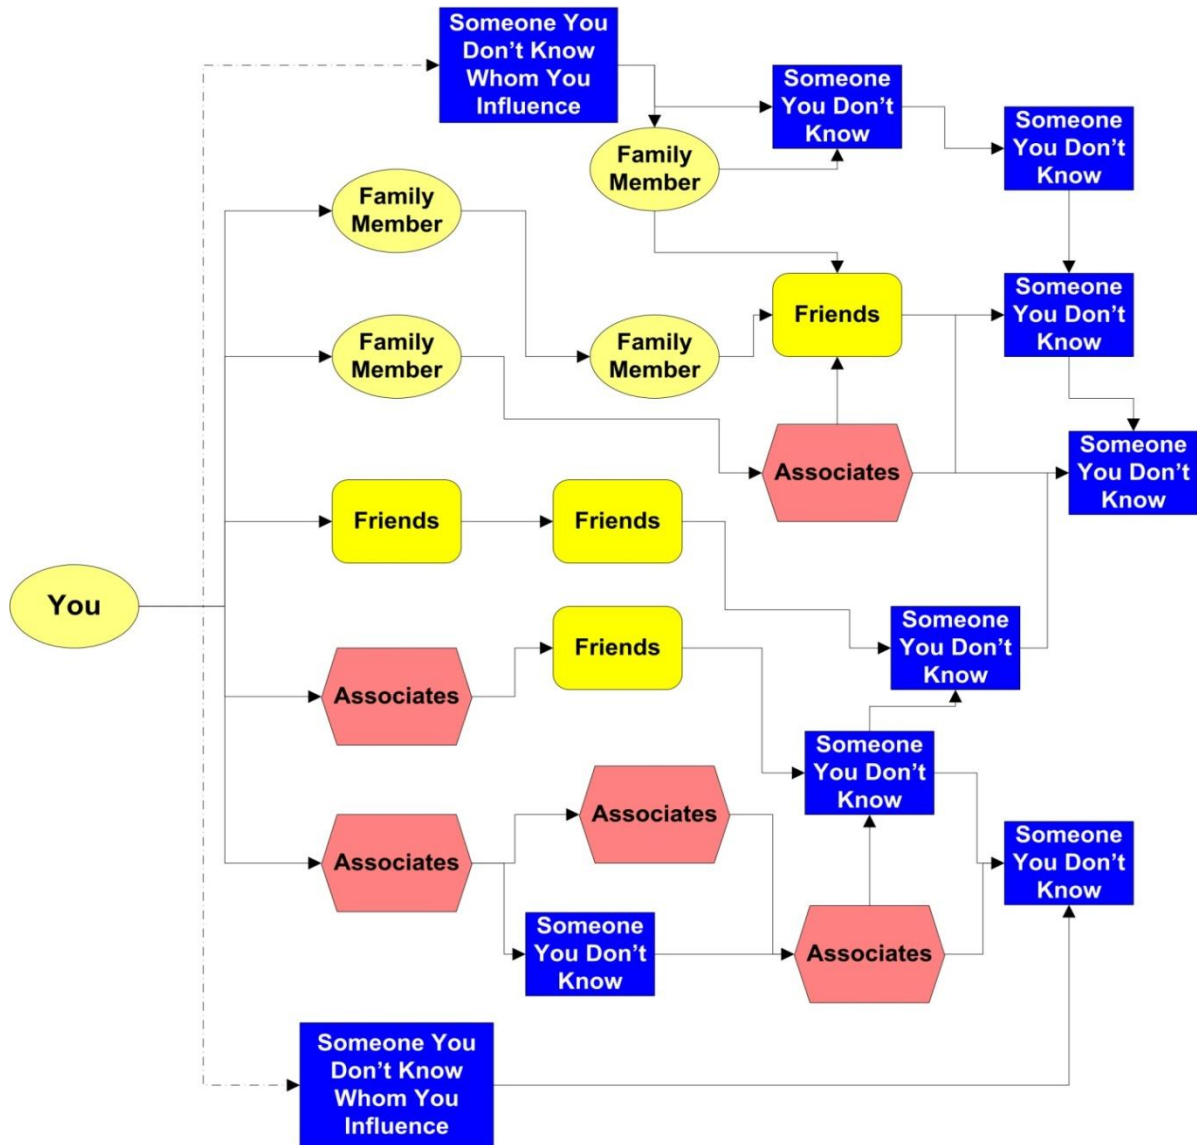 Someone You
Don't Know
Whom You
Influence
Someone
You Don't
Know
Someone
You Don't
Know
Family
Member
Family
Member
Someone
You Don't
Know
Friends
Family
Member
Family
Member
Someone
You Don't
Know
Associates
Friends
Friends
You
Someone
You Don't
Know
Friends
Associates
Someone
You Don't
Know
Associates
Someone
You Don't
Know
Associates
Someone
You Don't
Know
Associates
Someone You
Don't Know
Whom You
Influence